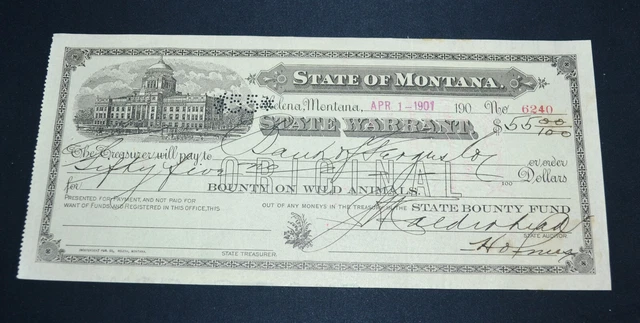 STATE OF MONTANA.
Helena, Montana, APR 1-1901 190 No. 6240
STATE WARRANT. $55 00/100
The Treasurer will pay to Bank of Fergus Co or order
Fifty five 100 Dollars
ORIGINAL
for BOUNTY ON WILD ANIMALS.
PRESENTED FOR PAYMENT, AND NOT PAID FOR
WANT OF FUNDS AND REGISTERED IN THIS OFFICE, THIS
OUT OF ANY MONEYS IN THE TREASURY OF THE STATE BOUNTY FUND
STATE AUDITOR.
STATE TREASURER.